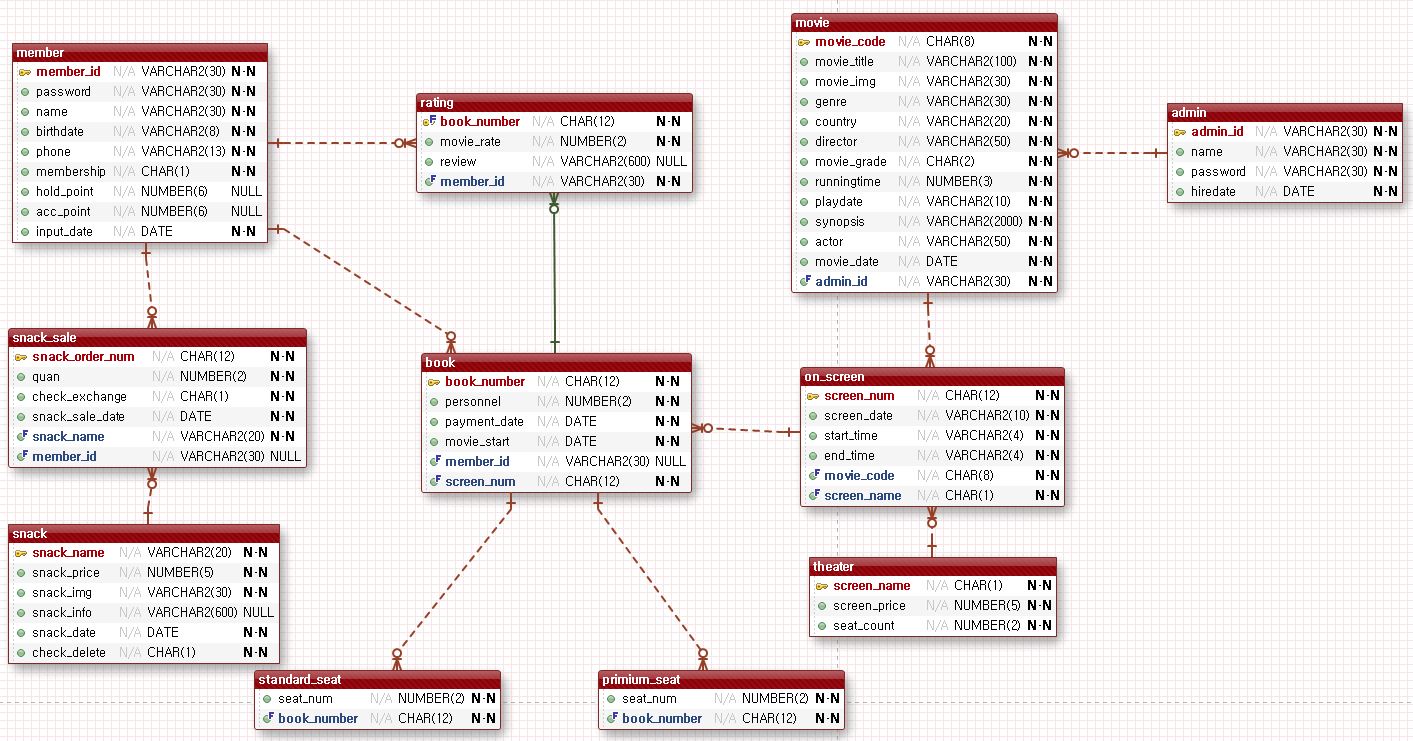 member
member_id N/A VARCHAR2(30) N-N
password N/A VARCHAR2(30) N-N
name N/A VARCHAR2(30) N-N
birthdate N/A VARCHAR2(8) N-N
phone N/A VARCHAR2(13) N-N
membership N/A CHAR(1) N-N
hold_point N/A NUMBER(6) NULL
acc_point N/A NUMBER(6) NULL
input_date N/A DATE N-N
rating
book_number N/A CHAR(12) N-N
movie_rate N/A NUMBER(2) N-N
review N/A VARCHAR2(600) NULL
member_id N/A VARCHAR2(30) N-N
movie
movie_code N/A CHAR(8) N-N
movie_title N/A VARCHAR2(100) N-N
movie_img N/A VARCHAR2(30) N-N
genre N/A VARCHAR2(30) N-N
country N/A VARCHAR2(20) N-N
director N/A VARCHAR2(50) N-N
movie_grade N/A CHAR(2) N-N
runningtime N/A NUMBER(3) N-N
playdate N/A VARCHAR2(10) N-N
synopsis N/A VARCHAR2(2000) N-N
actor N/A VARCHAR2(50) N-N
movie_date N/A DATE N-N
admin_id N/A VARCHAR2(30) N-N
admin
admin_id N/A VARCHAR2(30) N-N
name N/A VARCHAR2(30) N-N
password N/A VARCHAR2(30) N-N
hiredate N/A DATE N-N
snack_sale
snack_order_num N/A CHAR(12) N-N
quan N/A NUMBER(2) N-N
check_exchange N/A CHAR(1) N-N
snack_sale_date N/A DATE N-N
snack_name N/A VARCHAR2(20) N-N
member_id N/A VARCHAR2(30) NULL
book
book_number N/A CHAR(12) N-N
personnel N/A NUMBER(2) N-N
payment_date N/A DATE N-N
movie_start N/A DATE N-N
member_id N/A VARCHAR2(30) NULL
screen_num N/A CHAR(12) N-N
on_screen
screen_num N/A CHAR(12) N-N
screen_date N/A VARCHAR2(10) N-N
start_time N/A VARCHAR2(4) N-N
end_time N/A VARCHAR2(4) N-N
movie_code N/A CHAR(8) N-N
screen_name N/A CHAR(1) N-N
snack
snack_name N/A VARCHAR2(20) N-N
snack_price N/A NUMBER(5) N-N
snack_img N/A VARCHAR2(30) N-N
snack_info N/A VARCHAR2(600) NULL
snack_date N/A DATE N-N
check_delete N/A CHAR(1) N-N
theater
screen_name N/A CHAR(1) N-N
screen_price N/A NUMBER(5) N-N
seat_count N/A NUMBER(2) N-N
standard_seat
seat_num N/A NUMBER(2) N-N
book_number N/A CHAR(12) N-N
primium_seat
seat_num N/A NUMBER(2) N-N
book_number N/A CHAR(12) N-N